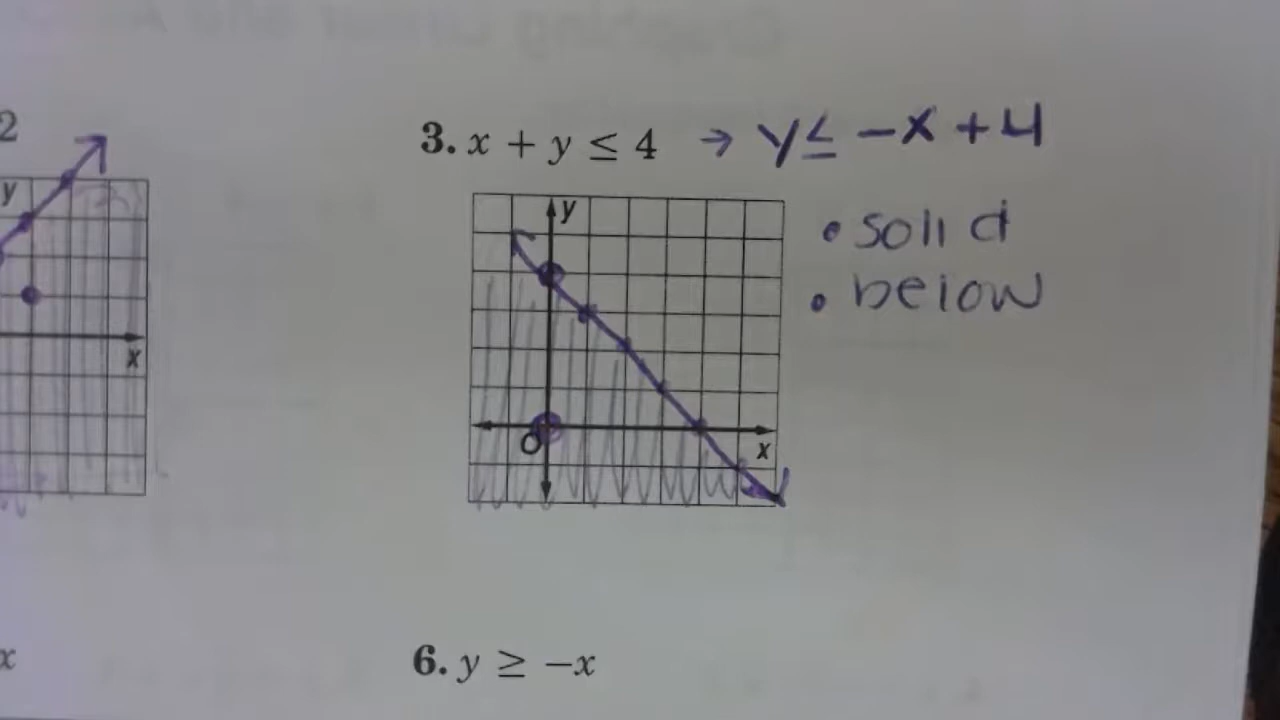 2
3. x + y ≤ 4 → y ≤ -x + 4
y
y
• solid
• below
x
O
x
x
6. y ≥ -x